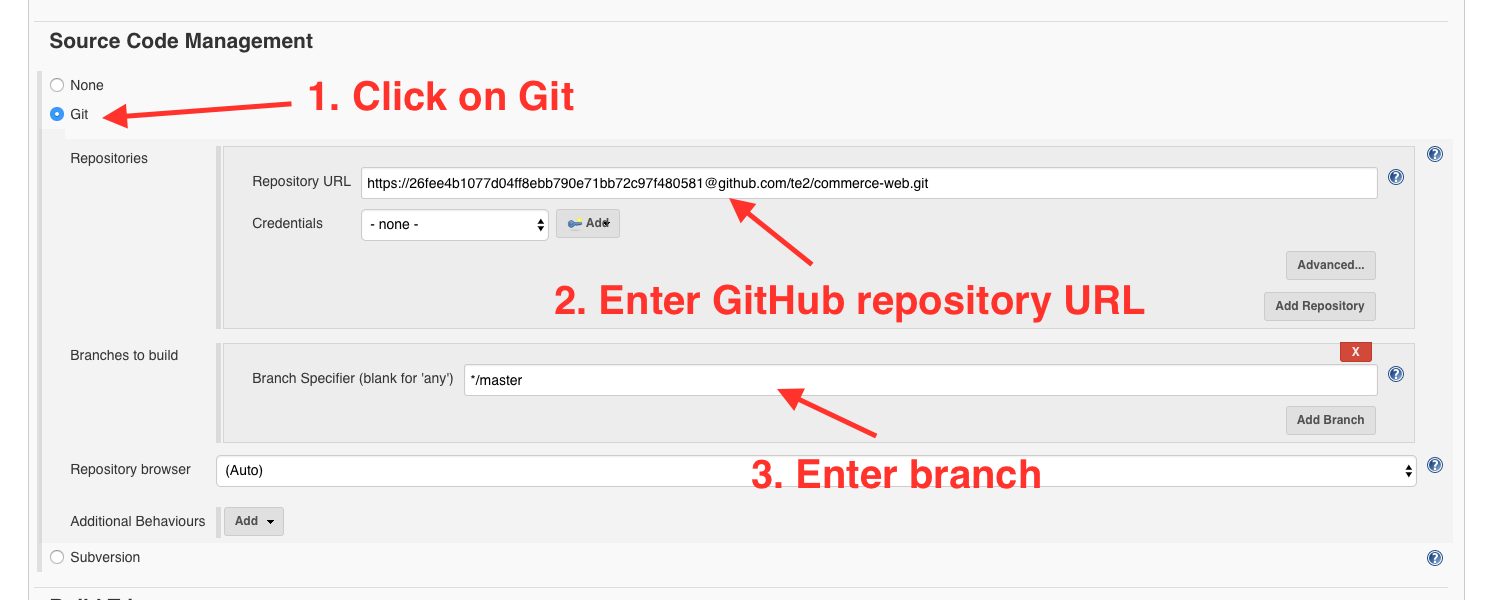 Source Code Management
None
1. Click on Git
Git
Repositories
Repository URL https://26fee4b1077d04ff8ebb790e71bb72c97f480581@github.com/te2/commerce-web.git
Credentials - none - Add
Advanced...
2. Enter GitHub repository URL
Add Repository
Branches to build
X
Branch Specifier (blank for 'any') */master
Add Branch
Repository browser (Auto)
3. Enter branch
Additional Behaviours Add
Subversion